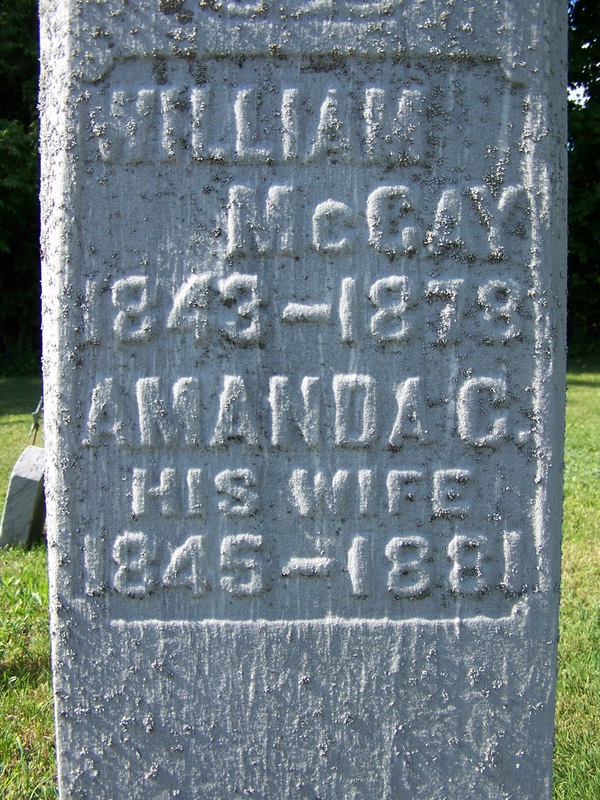 WILLIAM
McCAY
1843-1878
AMANDA C.
HIS WIFE
1845-1881